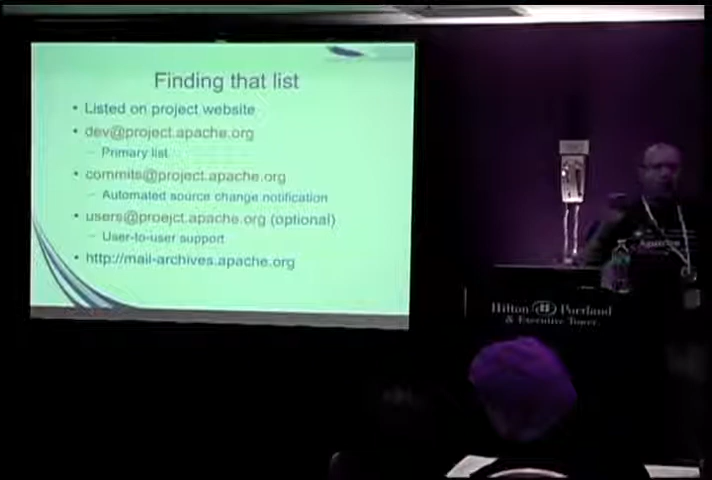 Finding that list
• Listed on project website
• dev@project.apache.org
– Primary list
• commits@project.apache.org
– Automated source change notification
• users@proejct.apache.org (optional)
– User-to-user support
• http://mail-archives.apache.org
Apache
Hilton Portland
& Executive Tower